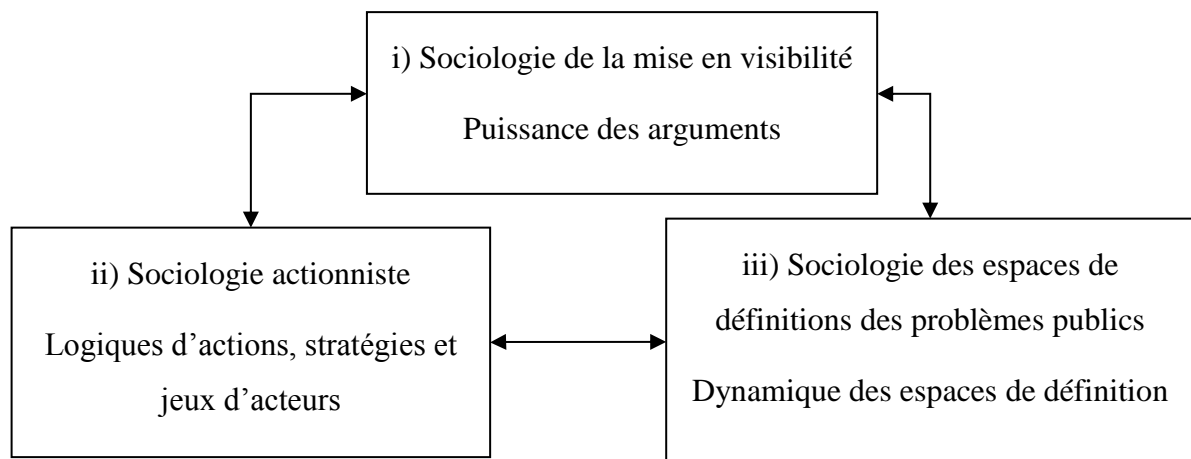 i) Sociologie de la mise en visibilité
Puissance des arguments
ii) Sociologie actionniste
Logiques d’actions, stratégies et
jeux d’acteurs
iii) Sociologie des espaces de
définitions des problèmes publics
Dynamique des espaces de définition